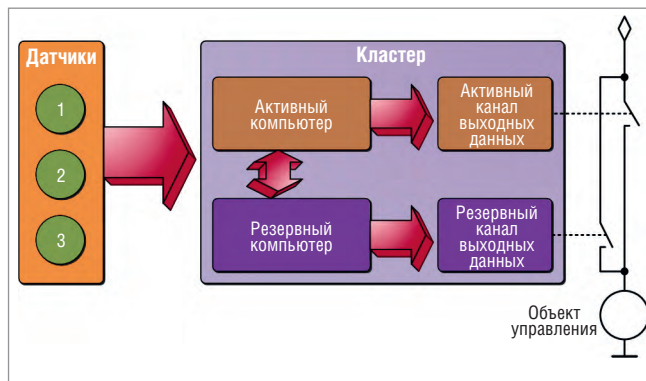 Датчики
1
2
3
Кластер
Активный
компьютер
Активный
канал
выходных
данных
Резервный
компьютер
Резервный
канал
выходных
данных
Объект
управления